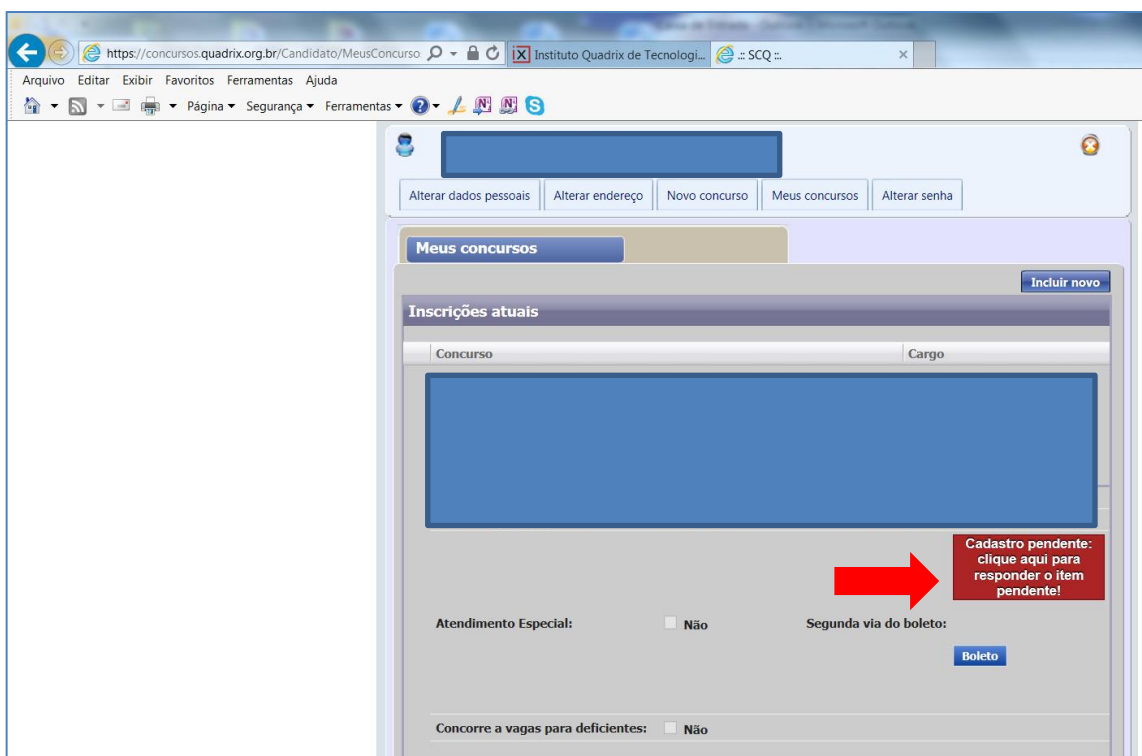 https://concursos.quadrix.org.br/Candidato/MeusConcurso
Instituto Quadrix de Tecnologi...
.:: SCQ ::.
Arquivo Editar Exibir Favoritos Ferramentas Ajuda
Página Segurança Ferramentas
Alterar dados pessoais Alterar endereço Novo concurso Meus concursos Alterar senha
Meus concursos
Incluir novo
Inscrições atuais
Concurso Cargo
Cadastro pendente:
clique aqui para
responder o item
pendente!
Atendimento Especial: Não Segunda via do boleto:
Boleto
Concorre a vagas para deficientes: Não